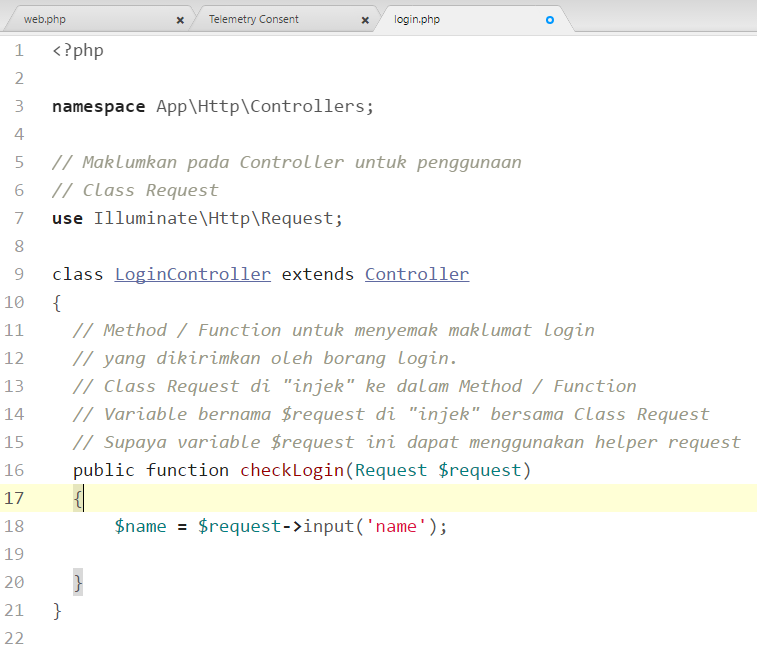 web.php × Telemetry Consent × login.php
1 <?php
2
3 namespace App\Http\Controllers;
4
5 // Maklumkan pada Controller untuk penggunaan
6 // Class Request
7 use Illuminate\Http\Request;
8
9 class LoginController extends Controller
10 {
11 // Method / Function untuk menyemak maklumat login
12 // yang dikirimkan oleh borang login.
13 // Class Request di "injek" ke dalam Method / Function
14 // Variable bernama $request di "injek" bersama Class Request
15 // Supaya variable $request ini dapat menggunakan helper request
16 public function checkLogin(Request $request)
17 {
18 $name = $request->input('name');
19
20 }
21 }
22